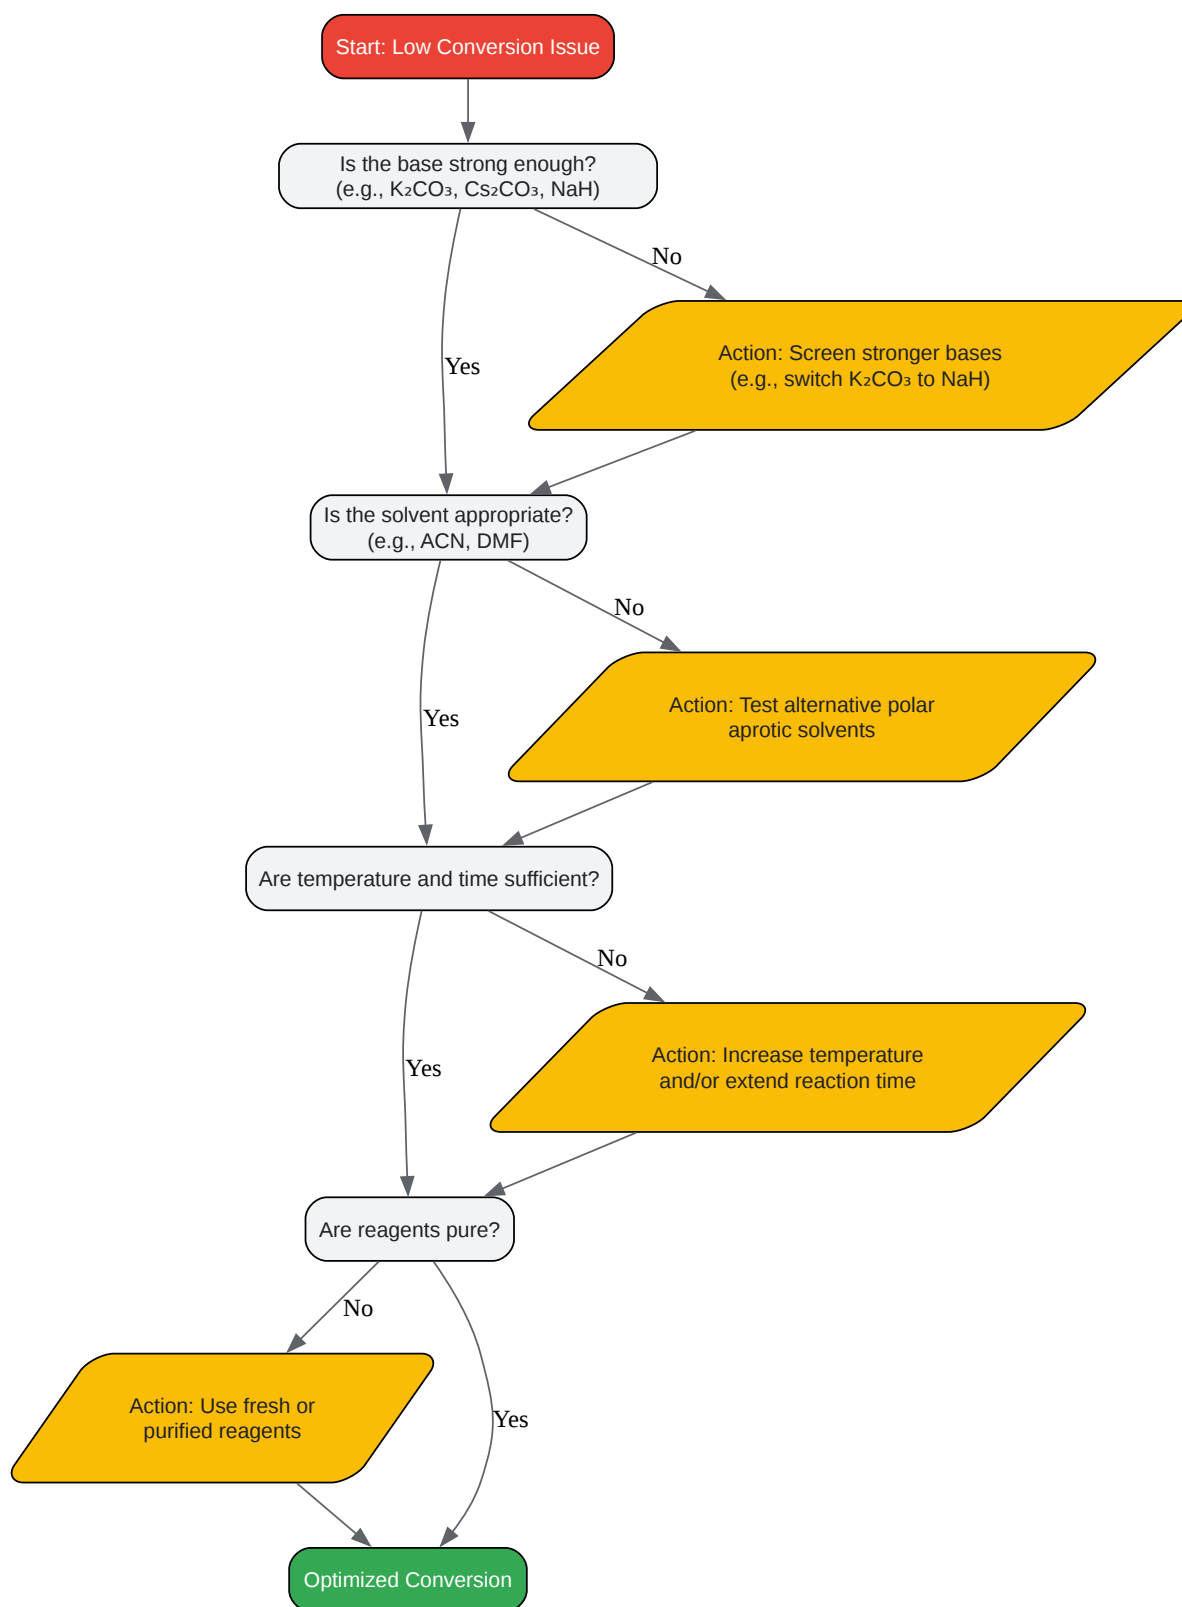 Start: Low Conversion Issue
Is the base strong enough?
(e.g., K₂CO₃, Cs₂CO₃, NaH)
No
Yes
Action: Screen stronger bases
(e.g., switch K₂CO₃ to NaH)
Is the solvent appropriate?
(e.g., ACN, DMF)
No
Yes
Action: Test alternative polar
aprotic solvents
Are temperature and time sufficient?
No
Yes
Action: Increase temperature
and/or extend reaction time
Are reagents pure?
No
Yes
Action: Use fresh or
purified reagents
Optimized Conversion